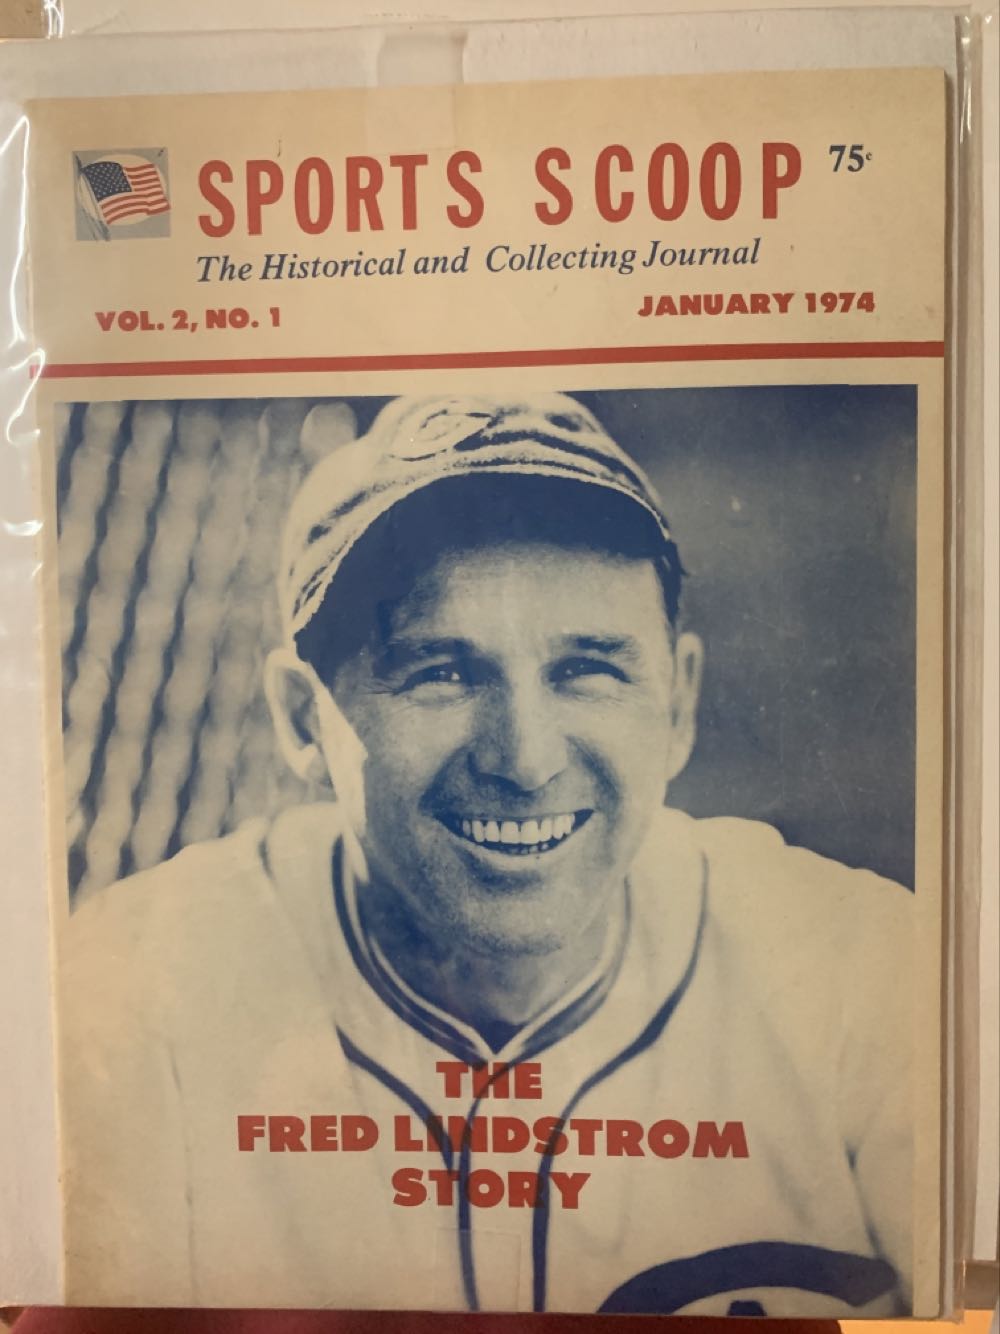 SPORTS SCOOP 75¢
The Historical and Collecting Journal
VOL. 2, NO. 1 JANUARY 1974
THE
FRED LINDSTROM
STORY